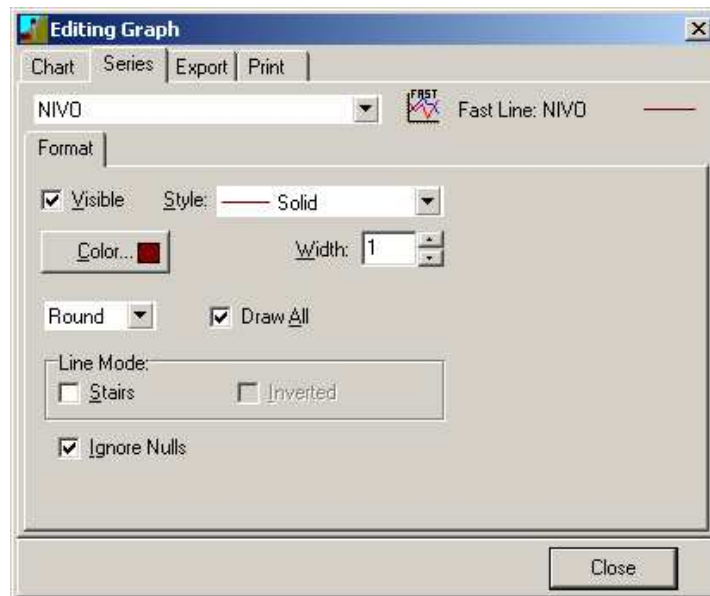 Editing Graph
Chart Series Export Print
NIVO FAST Fast Line: NIVO
Format
Visible Style: Solid
Color... Width: 1
Round Draw All
Line Mode:
Stairs Inverted
Ignore Nulls
Close